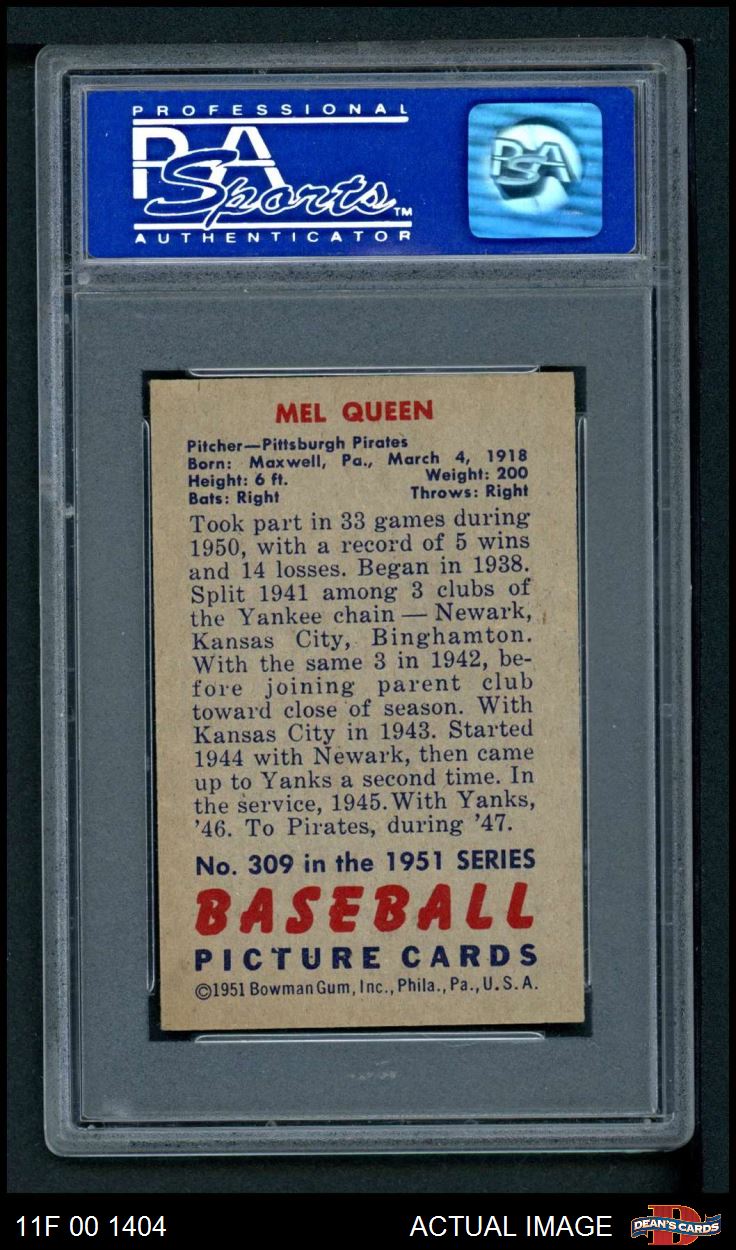 PROFESSIONAL
PSA
Sports™
AUTHENTICATOR
PSA
MEL QUEEN
Pitcher—Pittsburgh Pirates
Born: Maxwell, Pa., March 4, 1918
Height: 6 ft. Weight: 200
Bats: Right Throws: Right
Took part in 33 games during
1950, with a record of 5 wins
and 14 losses. Began in 1938.
Split 1941 among 3 clubs of
the Yankee chain — Newark,
Kansas City, Binghamton.
With the same 3 in 1942, be-
fore joining parent club
toward close of season. With
Kansas City in 1943. Started
1944 with Newark, then came
up to Yanks a second time. In
the service, 1945. With Yanks,
'46. To Pirates, during '47.
No. 309 in the 1951 SERIES
BASEBALL
PICTURE CARDS
©1951 Bowman Gum, Inc., Phila., Pa., U. S. A.
11F 00 1404 ACTUAL IMAGE
D
DEAN'S CARDS